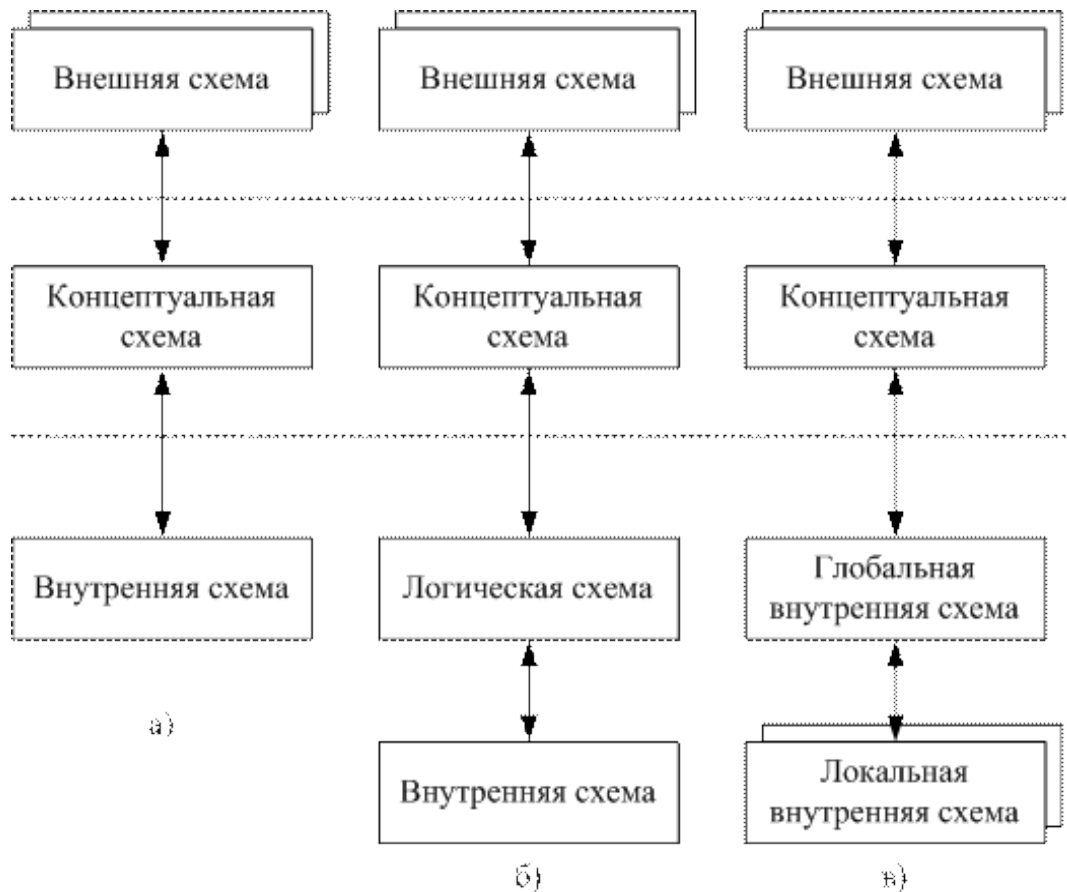 Внешняя схема
Внешняя схема
Внешняя схема
Концептуальная
схема
Концептуальная
схема
Концептуальная
схема
Внутренняя схема
Логическая схема
Глобальная
внутренняя схема
а)
Внутренняя схема
Локальная
внутренняя схема
б)
в)